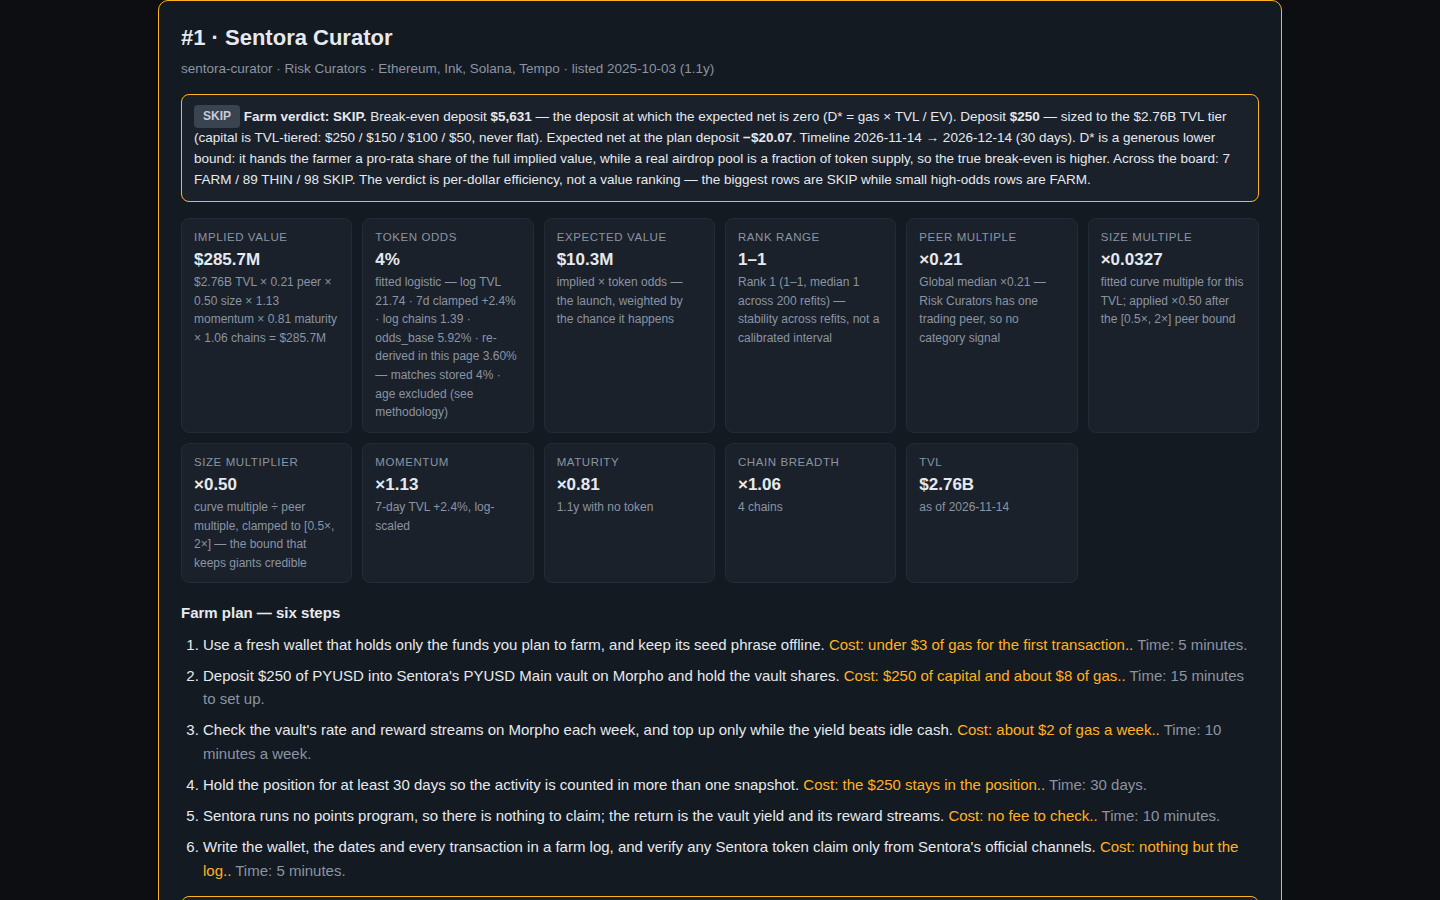 #1 · Sentora Curator
sentora-curator · Risk Curators · Ethereum, Ink, Solana, Tempo · listed 2025-10-03 (1.1y)
SKIP Farm verdict: SKIP. Break-even deposit $5,631 — the deposit at which the expected net is zero (D* = gas × TVL / EV). Deposit $250 — sized to the $2.76B TVL tier
(capital is TVL-tiered: $250 / $150 / $100 / $50, never flat). Expected net at the plan deposit −$20.07. Timeline 2026-11-14 → 2026-12-14 (30 days). D* is a generous lower
bound: it hands the farmer a pro-rata share of the full implied value, while a real airdrop pool is a fraction of token supply, so the true break-even is higher. Across the board: 7
FARM / 89 THIN / 98 SKIP. The verdict is per-dollar efficiency, not a value ranking — the biggest rows are SKIP while small high-odds rows are FARM.
IMPLIED VALUE
$285.7M
$2.76B TVL × 0.21 peer ×
0.50 size × 1.13
momentum × 0.81 maturity
× 1.06 chains = $285.7M
TOKEN ODDS
4%
fitted logistic — log TVL
21.74 · 7d clamped +2.4%
· log chains 1.39 ·
odds_base 5.92% · re-
derived in this page 3.60%
— matches stored 4% ·
age excluded (see
methodology)
EXPECTED VALUE
$10.3M
implied × token odds —
the launch, weighted by
the chance it happens
RANK RANGE
1–1
Rank 1 (1–1, median 1
across 200 refits) —
stability across refits, not a
calibrated interval
PEER MULTIPLE
×0.21
Global median ×0.21 —
Risk Curators has one
trading peer, so no
category signal
SIZE MULTIPLE
×0.0327
fitted curve multiple for this
TVL; applied ×0.50 after
the [0.5×, 2×] peer bound
SIZE MULTIPLIER
×0.50
curve multiple ÷ peer
multiple, clamped to [0.5×,
2×] — the bound that
keeps giants credible
MOMENTUM
×1.13
7-day TVL +2.4%, log-
scaled
MATURITY
×0.81
1.1y with no token
CHAIN BREADTH
×1.06
4 chains
TVL
$2.76B
as of 2026-11-14
Farm plan — six steps
1. Use a fresh wallet that holds only the funds you plan to farm, and keep its seed phrase offline. Cost: under $3 of gas for the first transaction.. Time: 5 minutes.
2. Deposit $250 of PYUSD into Sentora's PYUSD Main vault on Morpho and hold the vault shares. Cost: $250 of capital and about $8 of gas.. Time: 15 minutes
to set up.
3. Check the vault's rate and reward streams on Morpho each week, and top up only while the yield beats idle cash. Cost: about $2 of gas a week.. Time: 10
minutes a week.
4. Hold the position for at least 30 days so the activity is counted in more than one snapshot. Cost: the $250 stays in the position.. Time: 30 days.
5. Sentora runs no points program, so there is nothing to claim; the return is the vault yield and its reward streams. Cost: no fee to check.. Time: 10 minutes.
6. Write the wallet, the dates and every transaction in a farm log, and verify any Sentora token claim only from Sentora's official channels. Cost: nothing but the
log.. Time: 5 minutes.